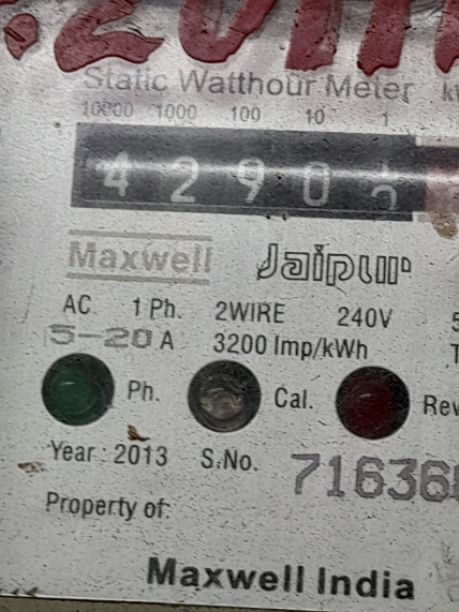 Static Watthour Meter
10000 1000 100 10 1
4 2 9 0
Maxwell Jaipur
AC 1 Ph. 2WIRE 240V
5-20 A 3200 Imp/kWh
Ph. Cal.
Year : 2013 S.No. 71636
Property of:
Maxwell India